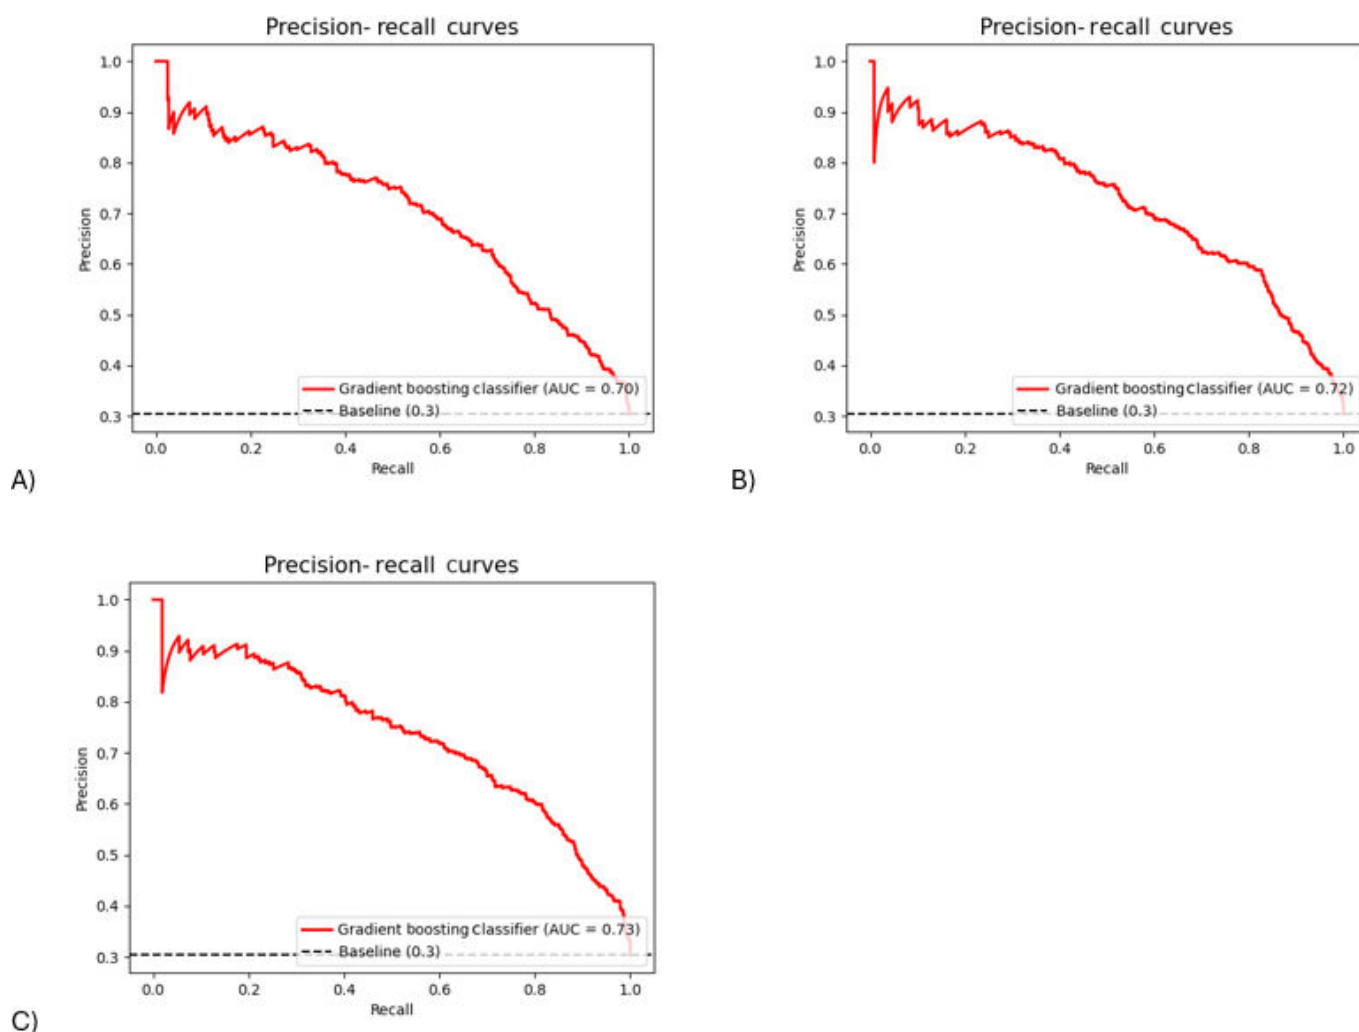 Precision- recall curves
1.0
0.9
0.8
0.7
0.6
0.5
0.4
0.3
Precision
Gradient boosting classifier (AUC = 0.70)
Baseline (0.3)
0.0 0.2 0.4 0.6 0.8 1.0
Recall
A)
Precision- recall curves
1.0
0.9
0.8
0.7
0.6
0.5
0.4
0.3
Precision
Gradient boosting classifier (AUC = 0.72)
Baseline (0.3)
0.0 0.2 0.4 0.6 0.8 1.0
Recall
B)
Precision- recall curves
1.0
0.9
0.8
0.7
0.6
0.5
0.4
0.3
Precision
Gradient boosting classifier (AUC = 0.73)
Baseline (0.3)
0.0 0.2 0.4 0.6 0.8 1.0
Recall
C)